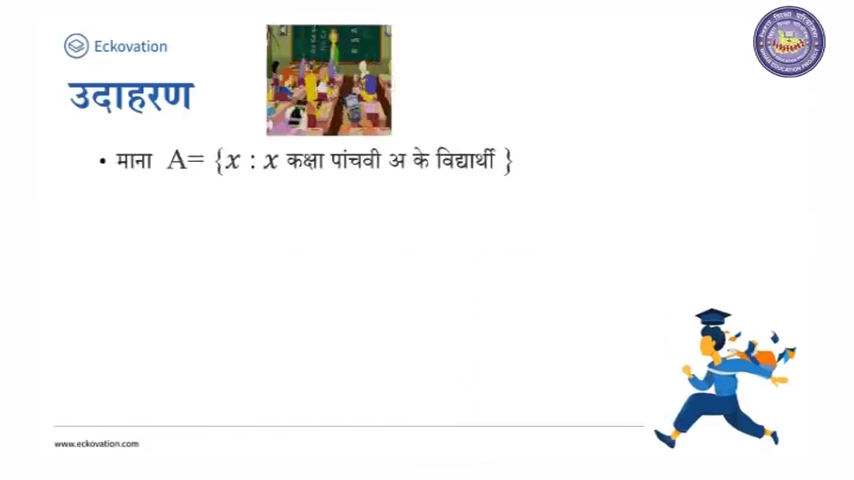 Eckovation
उदाहरण
• माना A= {x : x कक्षा पांचवी अ के विद्यार्थी }
www.eckovation.com